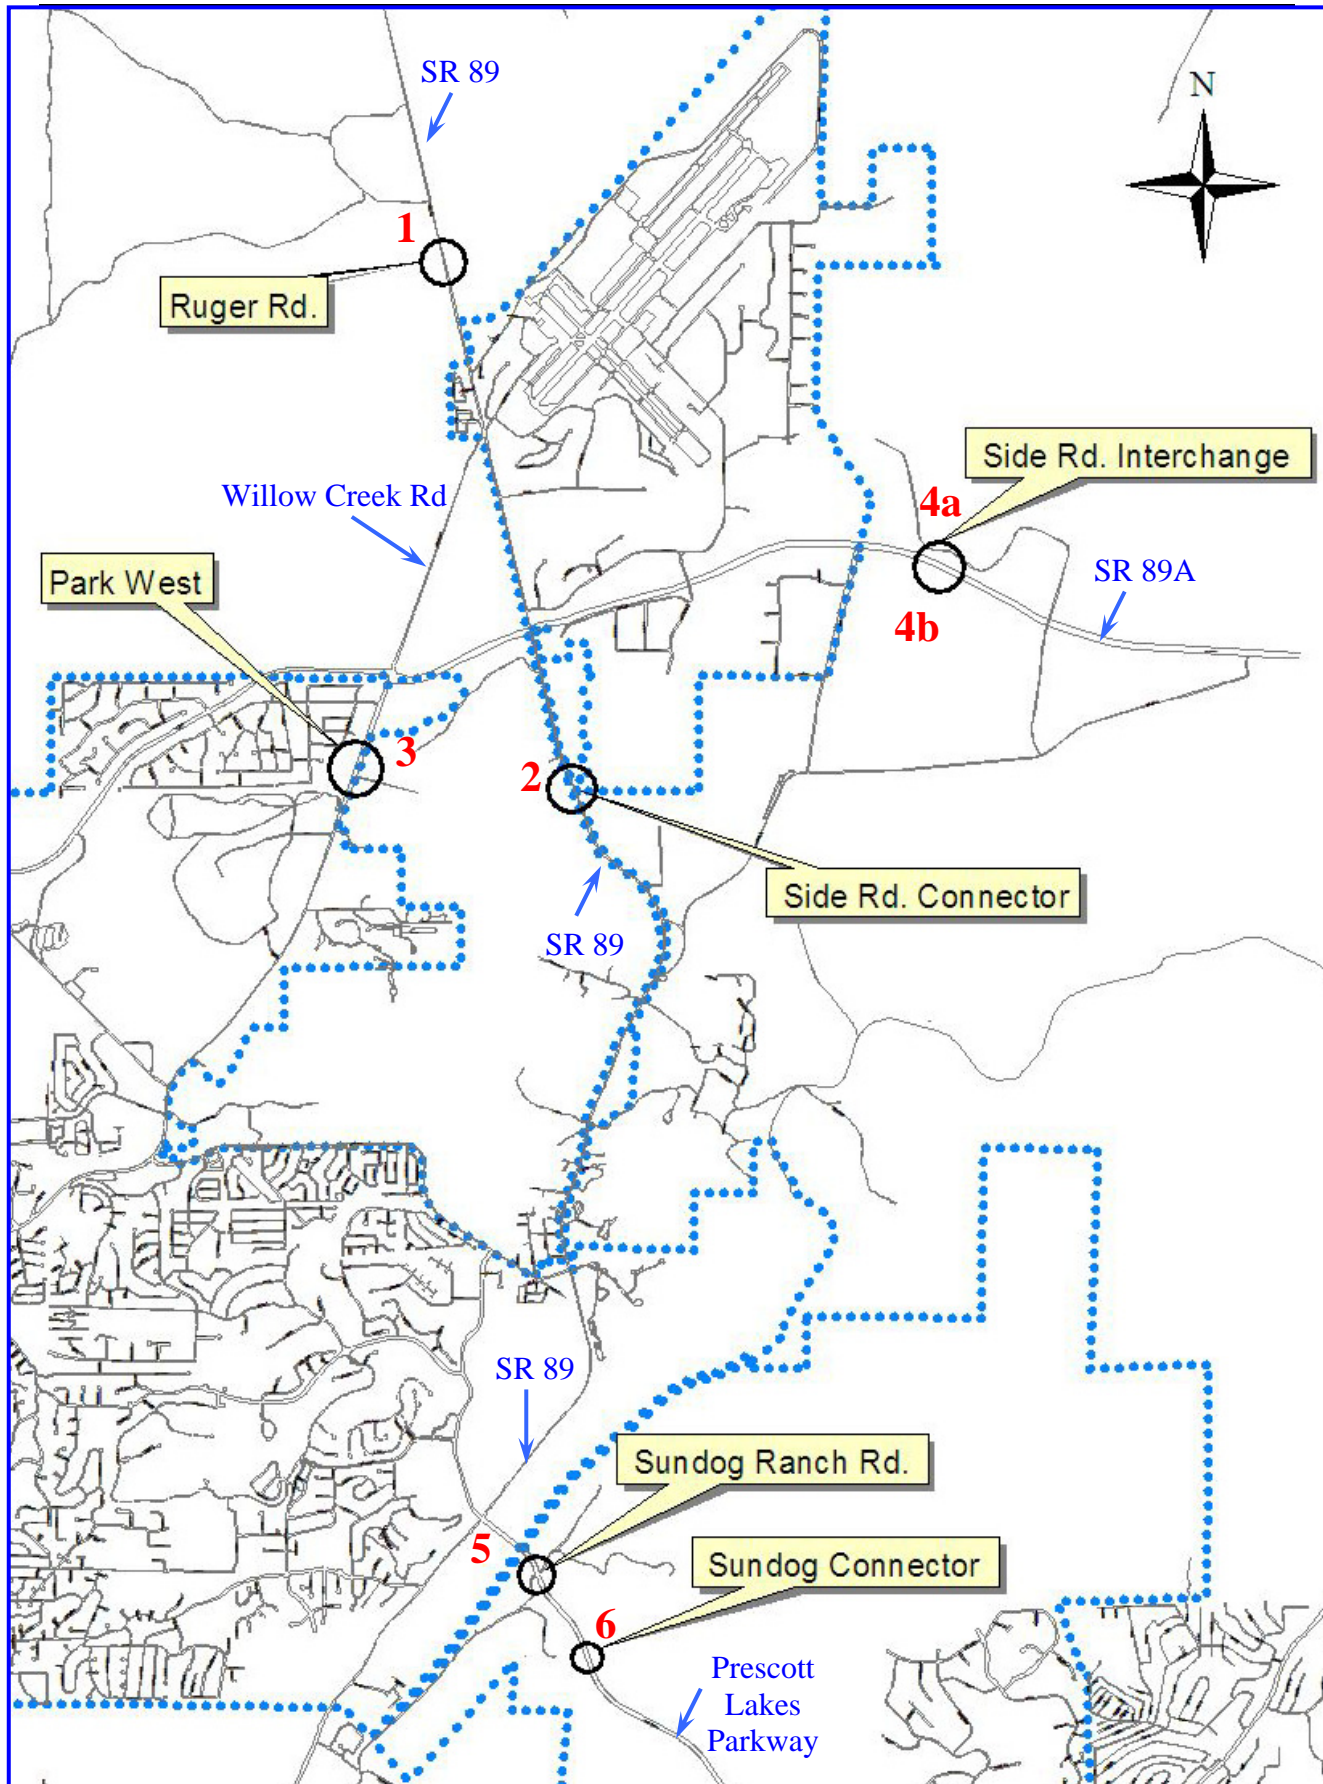 SR 89
N
1
Ruger Rd.
Side Rd. Interchange
Willow Creek Rd
4a
Park West
SR 89A
4b
3
2
Side Rd. Connector
SR 89
SR 89
Sundog Ranch Rd.
5
Sundog Connector
6
Prescott
Lakes
Parkway